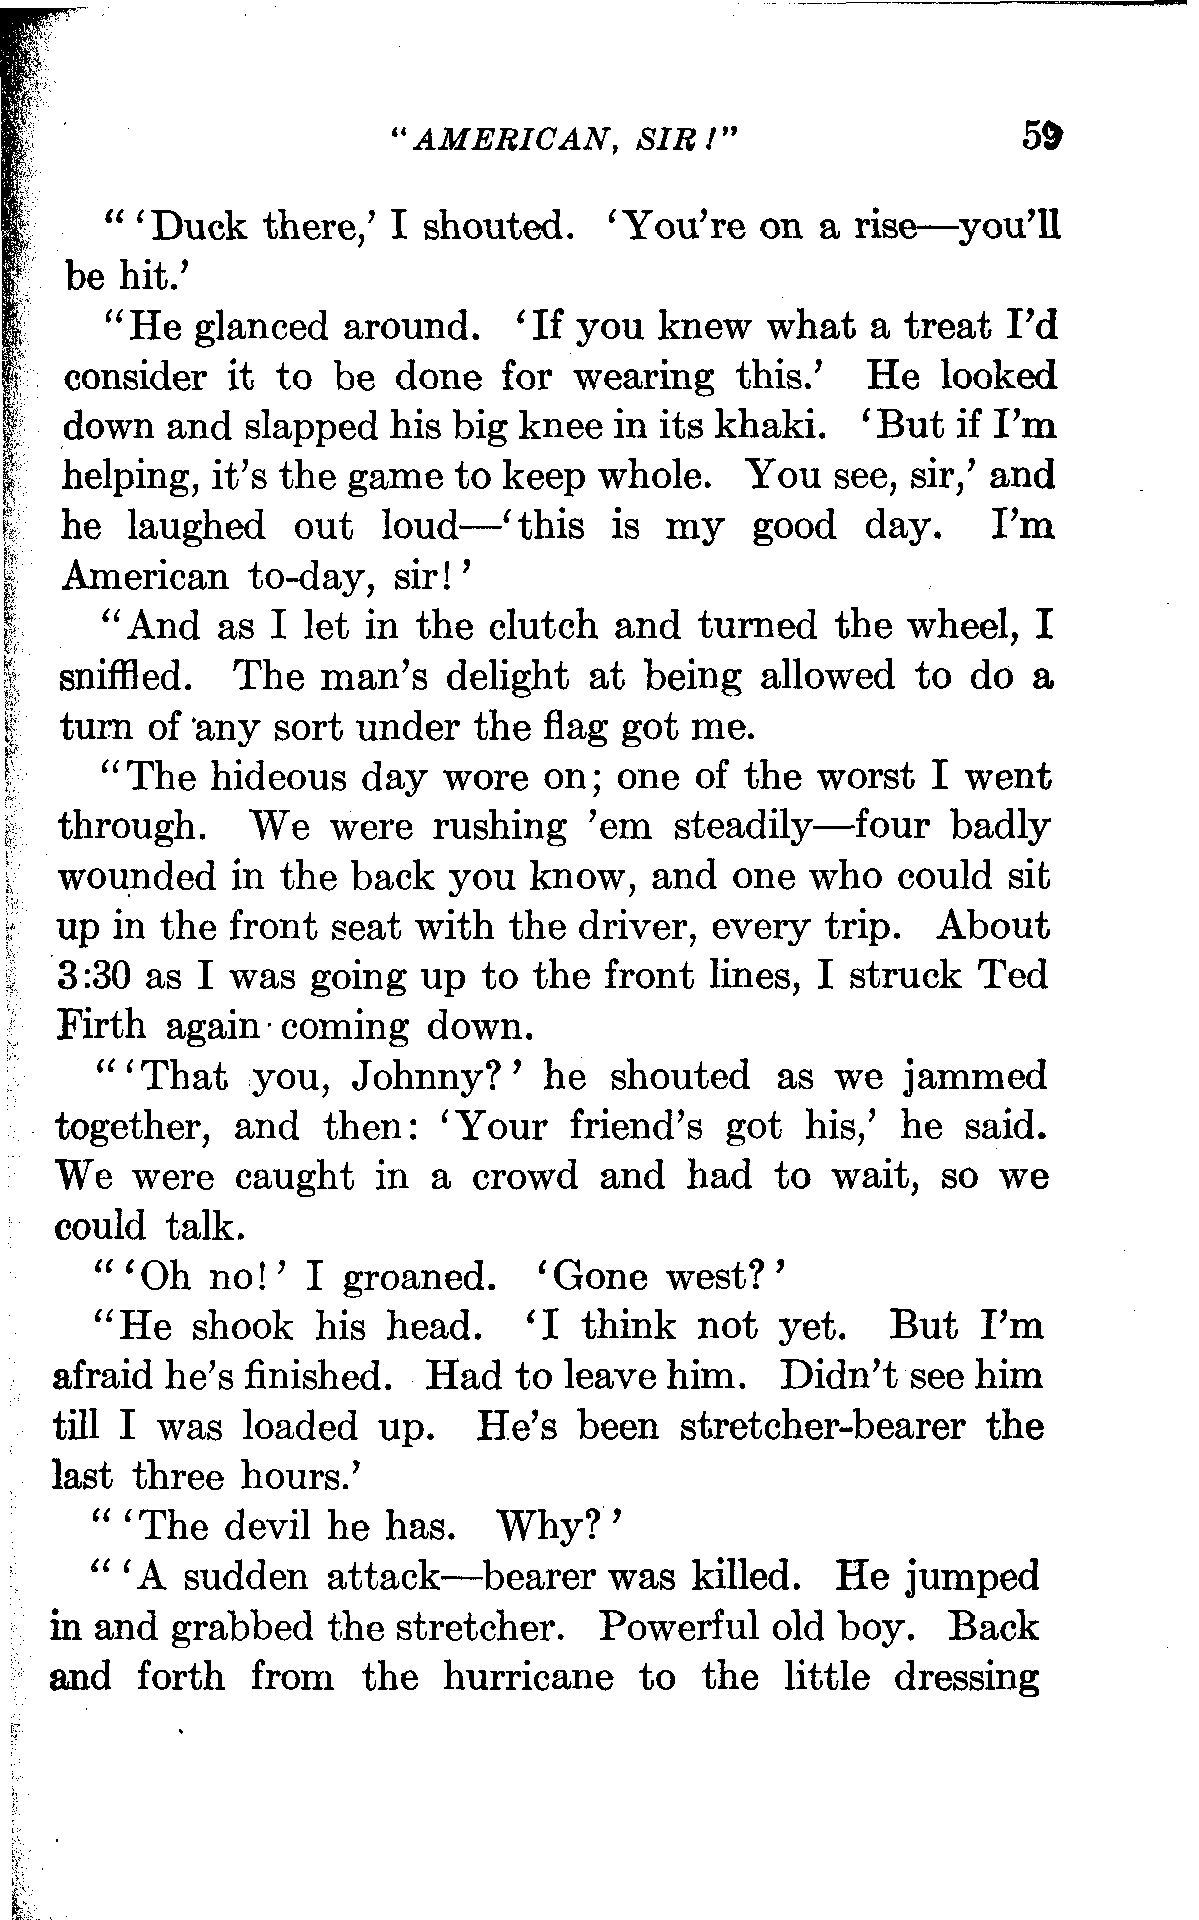 "AMERICAN, SIR!" 59
"'Duck there,' I shouted. 'You're on a rise—you'll
be hit.'
"He glanced around. 'If you knew what a treat I'd
consider it to be done for wearing this.' He looked
down and slapped his big knee in its khaki. 'But if I'm
helping, it's the game to keep whole. You see, sir,' and
he laughed out loud—'this is my good day. I'm
American to-day, sir!'
"And as I let in the clutch and turned the wheel, I
sniffled. The man's delight at being allowed to do a
turn of any sort under the flag got me.
"The hideous day wore on; one of the worst I went
through. We were rushing 'em steadily—four badly
wounded in the back you know, and one who could sit
up in the front seat with the driver, every trip. About
3:30 as I was going up to the front lines, I struck Ted
Firth again coming down.
"'That you, Johnny?' he shouted as we jammed
together, and then: 'Your friend's got his,' he said.
We were caught in a crowd and had to wait, so we
could talk.
"'Oh no!' I groaned. 'Gone west?'
"He shook his head. 'I think not yet. But I'm
afraid he's finished. Had to leave him. Didn't see him
till I was loaded up. He's been stretcher-bearer the
last three hours.'
"'The devil he has. Why?'
"'A sudden attack—bearer was killed. He jumped
in and grabbed the stretcher. Powerful old boy. Back
and forth from the hurricane to the little dressing